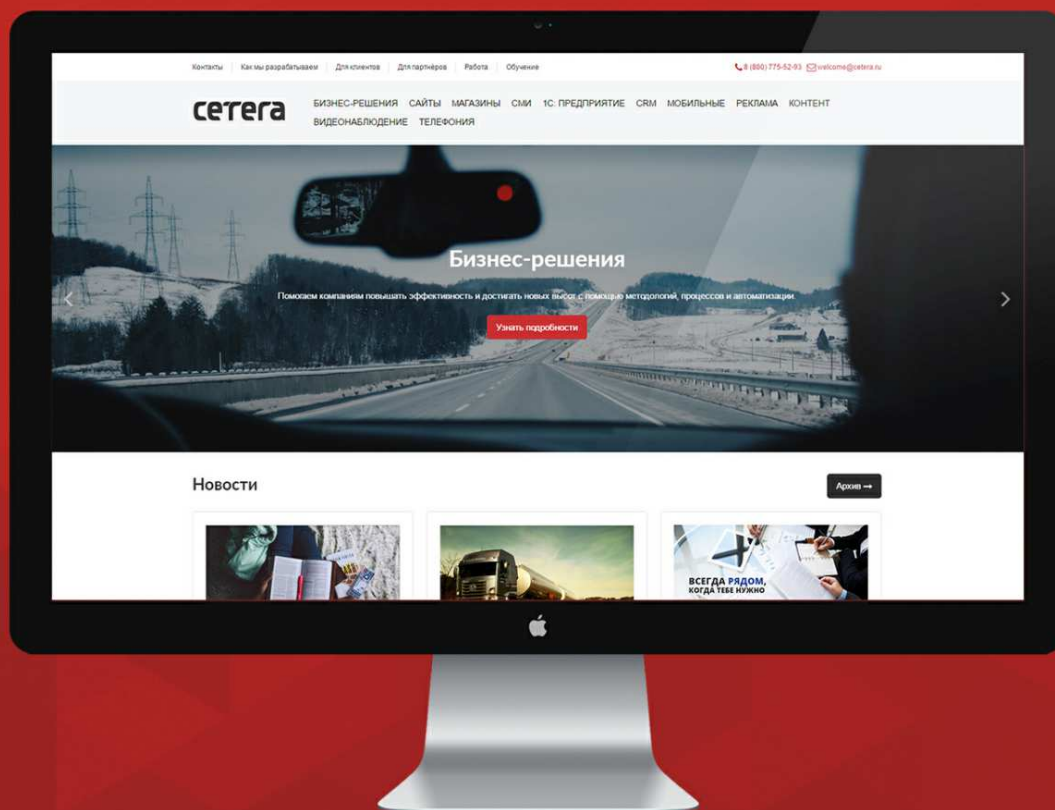 Контакты Как мы разрабатываем Для клиентов Для партнёров Работа Обучение 8 (800) 775-52-93 welcome@cetera.ru
сетега БИЗНЕС-РЕШЕНИЯ САЙТЫ МАГАЗИНЫ СМИ 1С: ПРЕДПРИЯТИЕ CRM МОБИЛЬНЫЕ РЕКЛАМА КОНТЕНТ
ВИДЕОНАБЛЮДЕНИЕ ТЕЛЕФОНИЯ
Бизнес-решения
Помогаем компаниям повышать эффективность и достигать новых высот с помощью методологий, процессов и автоматизации.
Узнать подробности
Новости Архив →
ВСЕГДА РЯДОМ,
КОГДА ТЕБЕ НУЖНО